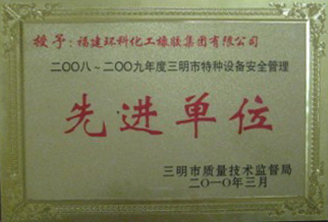 授予：福建环科化工橡胶集团有限公司
二〇〇八～二〇〇九年度三明市特种设备安全管理
先进单位
三明市质量技术监督局
二〇一〇年三月